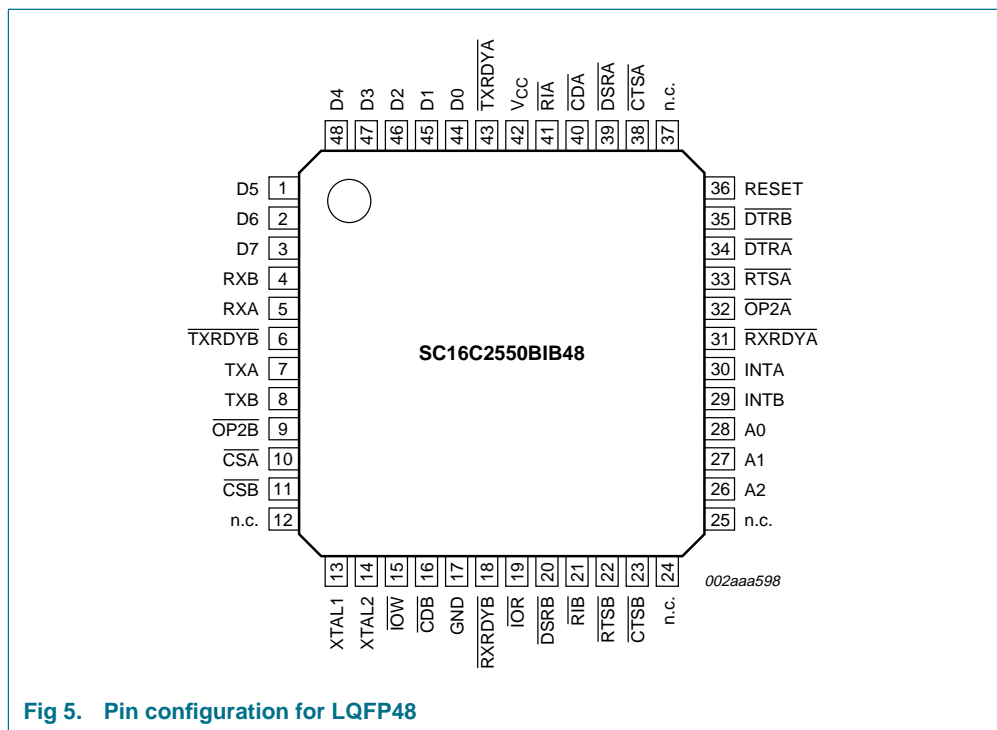 D4 D3 D2 D1 D0 TXRDYA VCC RIA CDA DSRA CTSA n.c.
48 47 46 45 44 43 42 41 40 39 38 37
D5 1
D6 2
D7 3
RXB 4
RXA 5
TXRDYB 6
TXA 7
TXB 8
OP2B 9
CSA 10
CSB 11
n.c. 12
SC16C2550BIB48
36 RESET
35 DTRB
34 DTRA
33 RTSA
32 OP2A
31 RXRDYA
30 INTA
29 INTB
28 A0
27 A1
26 A2
25 n.c.
13 14 15 16 17 18 19 20 21 22 23 24
XTAL1 XTAL2 IOW CDB GND RXRDYB IOR DSRB RIB RTSB CTSB n.c.
002aaa598
Fig 5. Pin configuration for LQFP48